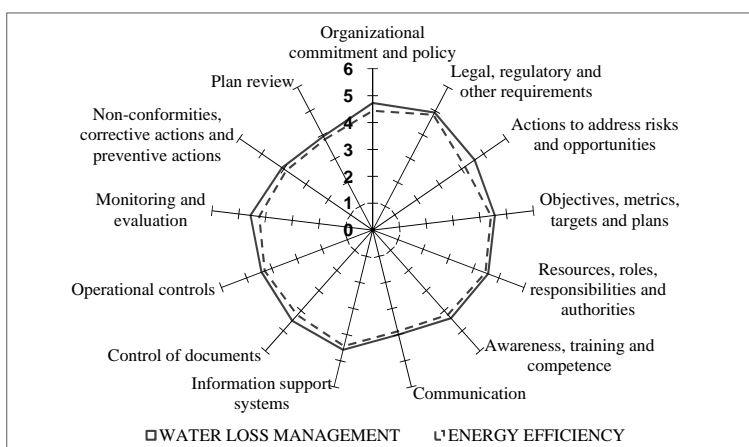 Organizational
commitment and policy
Legal, regulatory and
other requirements
Actions to address risks
and opportunities
Objectives, metrics,
targets and plans
Resources, roles,
responsibilities and
authorities
Awareness, training and
competence
Communication
Information support
systems
Control of documents
Operational controls
Monitoring and
evaluation
Non-conformities,
corrective actions and
preventive actions
Plan review
6
5
4
3
2
1
0
WATER LOSS MANAGEMENT
ENERGY EFFICIENCY